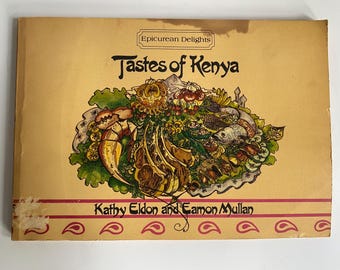 Epicurean Delights
Tastes of Kenya
Kathy Eldon and Eamon Mullan